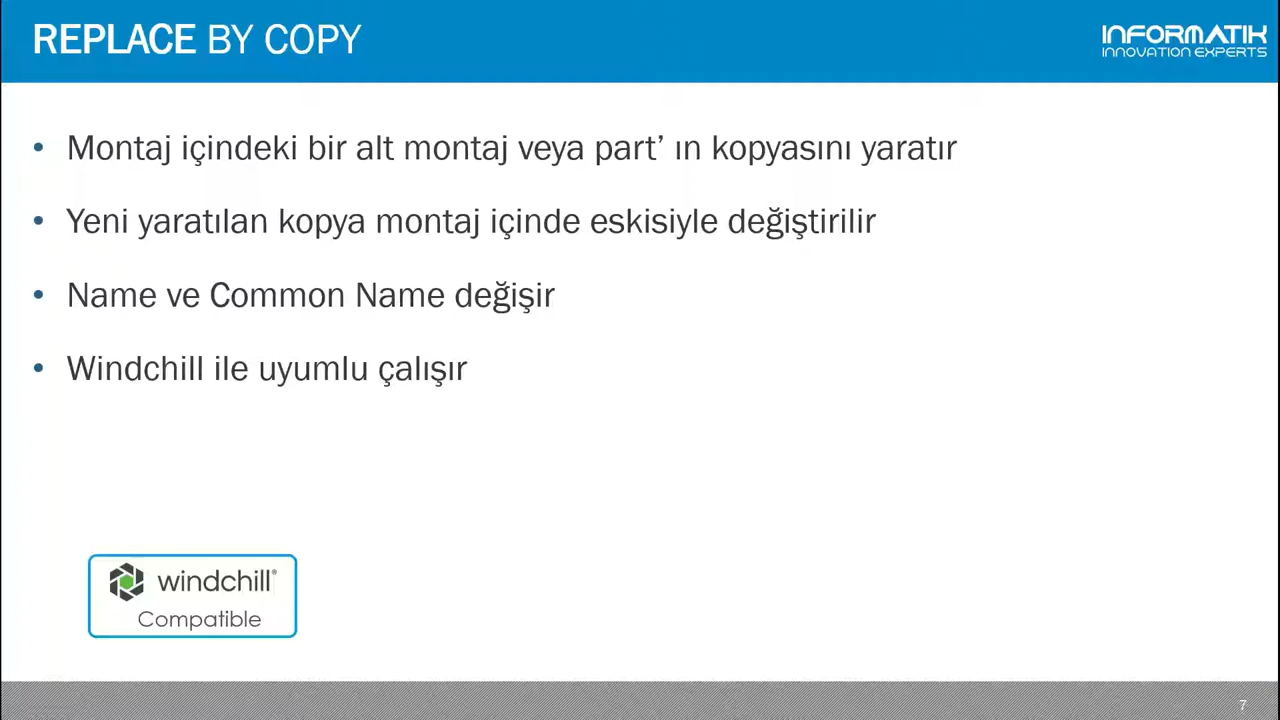 REPLACE BY COPY
INFORMATIK
INNOVATION EXPERTS
• Montaj içindeki bir alt montaj veya part’ ın kopyasını yaratır
• Yeni yaratılan kopya montaj içinde eskisiyle değiştirilir
• Name ve Common Name değişir
• Windchill ile uyumlu çalışır
windchill®
Compatible
7